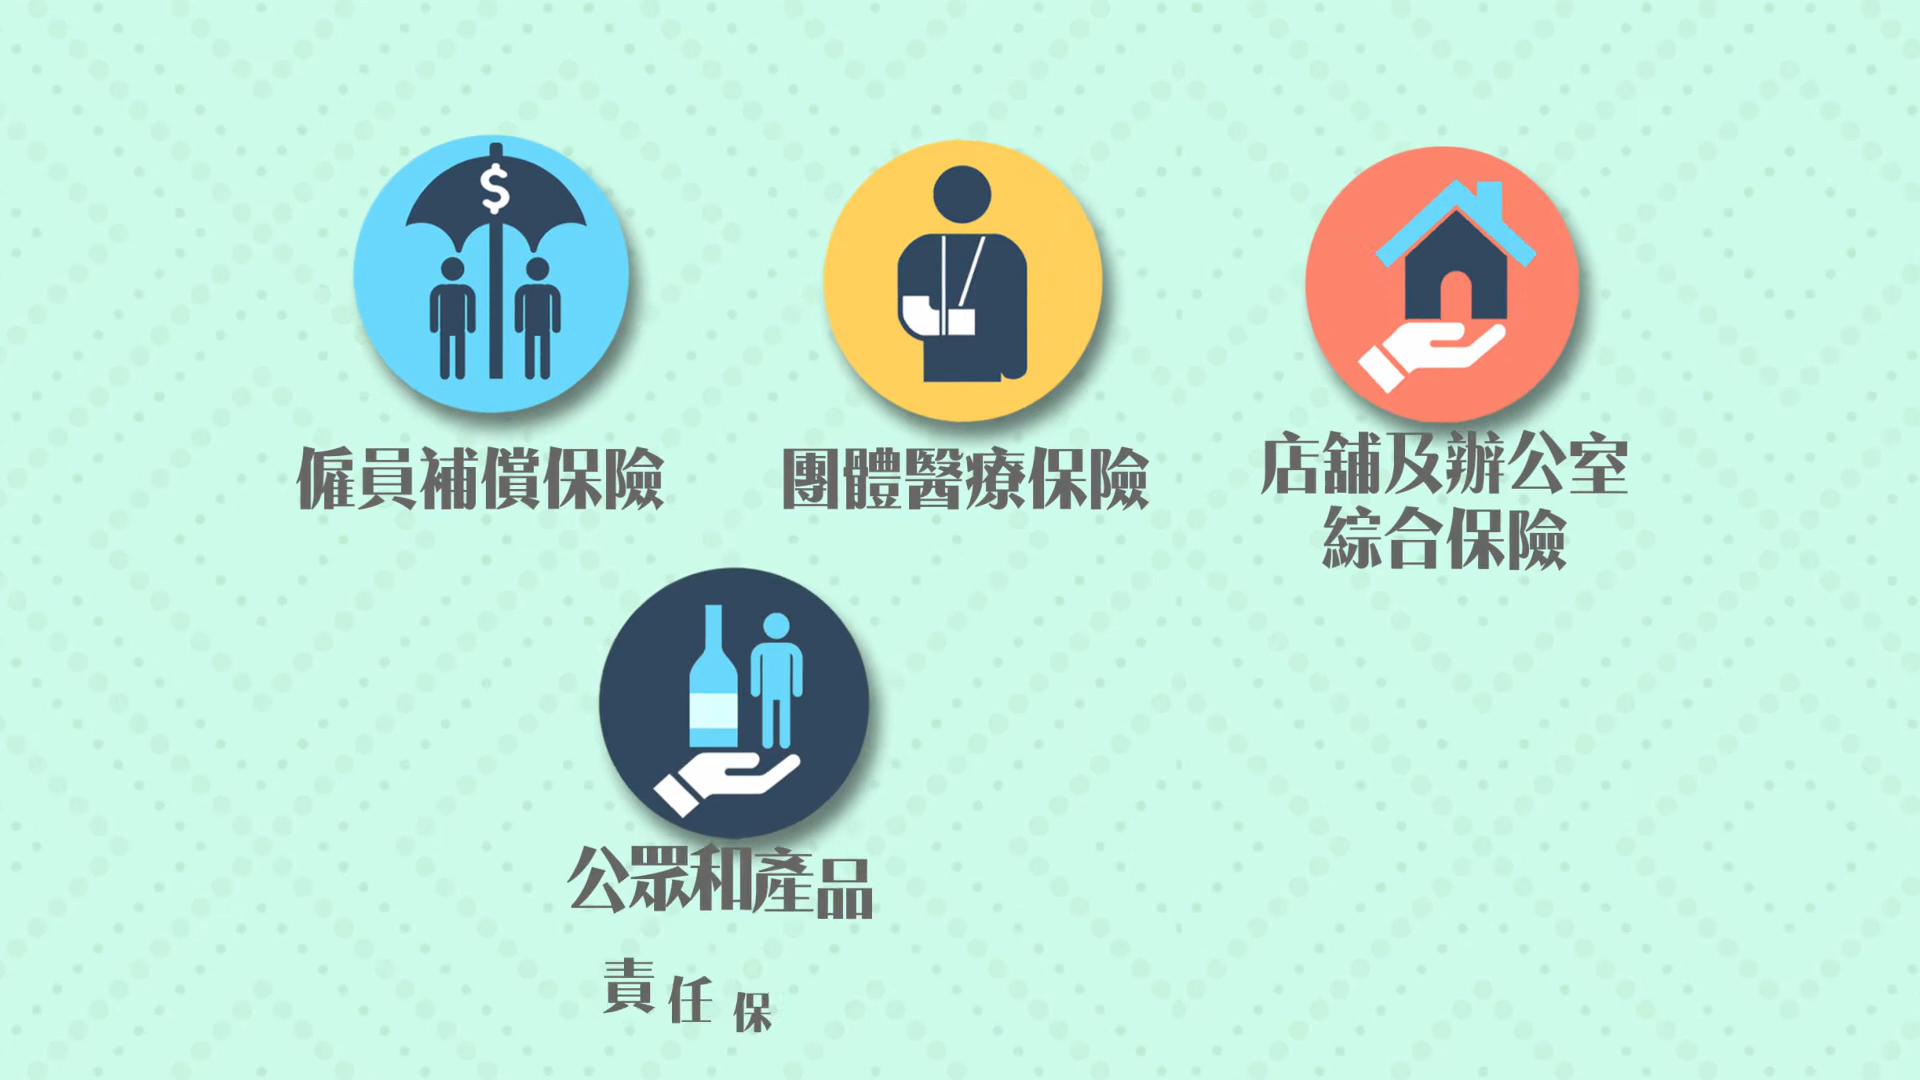 $
僱員補償保險
團體醫療保險
店舖及辦公室
綜合保險
公眾和產品
責任保